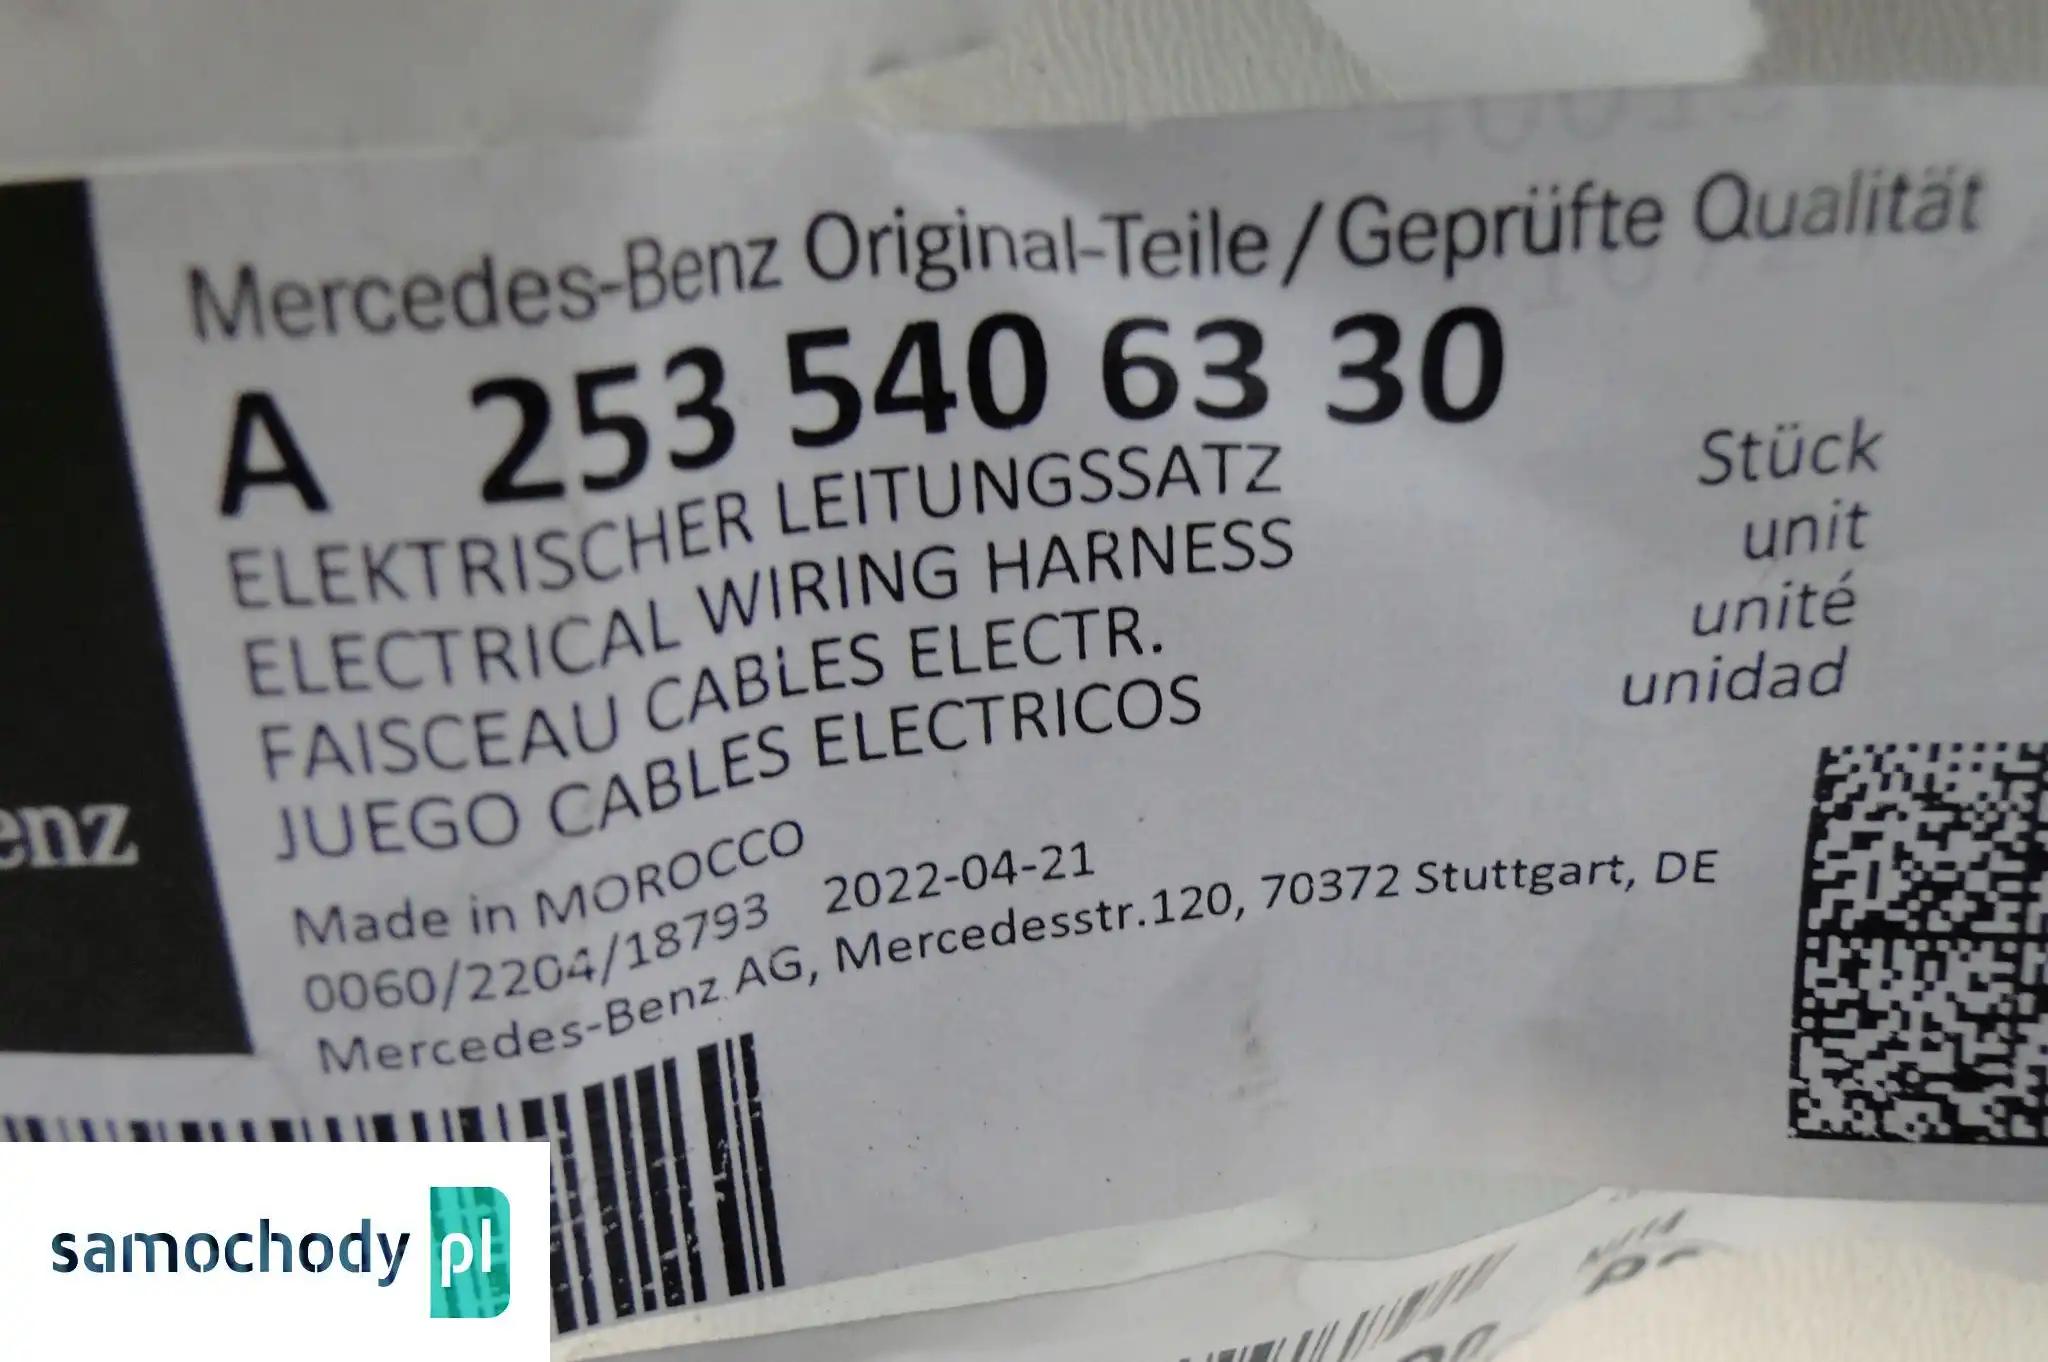 Mercedes-Benz Original-Teile / Geprüfte Qualität
A 253 540 63 30
ELEKTRISCHER LEITUNGSSATZ
ELECTRICAL WIRING HARNESS
FAISCEAU CABLES ELECTR.
JUEGO CABLES ELECTRICOS
Stück
unit
unité
unidad
enz
Made in MOROCCO
0060/2204/18793 2022-04-21
Mercedes-Benz AG, Mercedesstr.120, 70372 Stuttgart, DE
samochody pl